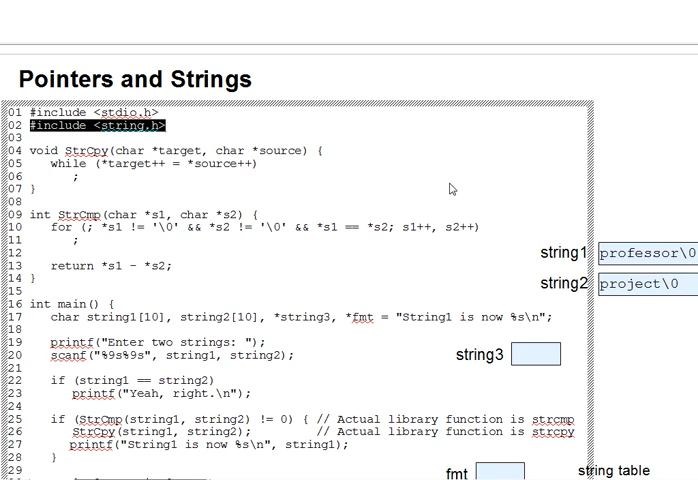 Pointers and Strings
01 #include <stdio.h>
02 #include <string.h>
03
04 void StrCpy(char *target, char *source) {
05    while (*target++ = *source++)
06       ;
07 }
08
09 int StrCmp(char *s1, char *s2) {
10    for (; *s1 != '\0' && *s2 != '\0' && *s1 == *s2; s1++, s2++)
11       ;
12
13    return *s1 - *s2;
14 }
15
16 int main() {
17    char string1[10], string2[10], *string3, *fmt = "String1 is now %s\n";
18
19    printf("Enter two strings: ");
20    scanf("%9s%9s", string1, string2);
21
22    if (string1 == string2)
23       printf("Yeah, right.\n");
24
25    if (StrCmp(string1, string2) != 0) { // Actual library function is strcmp
26       StrCpy(string1, string2);         // Actual library function is strcpy
27       printf("String1 is now %s\n", string1);
28    }
29
string1 professor\0
string2 project\0
string3
fmt
string table